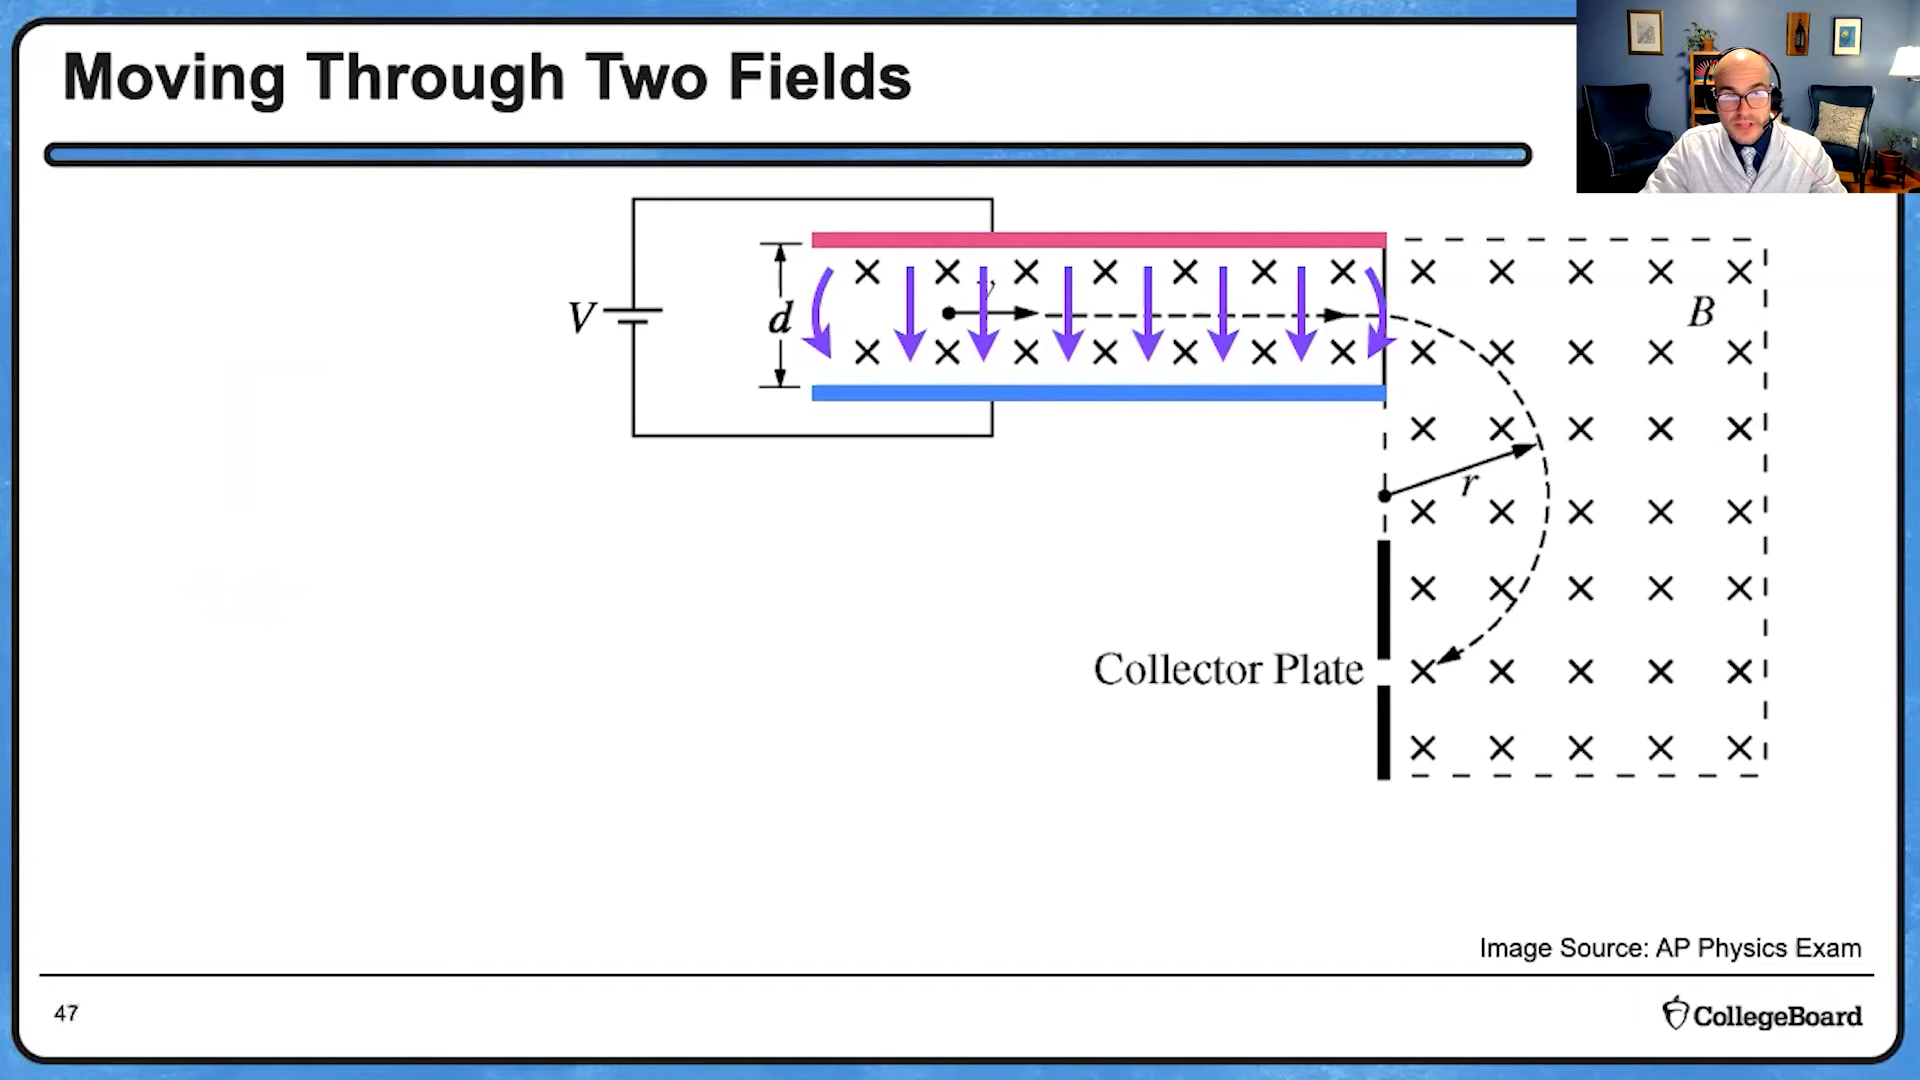 Moving Through Two Fields
V
d
v
B
r
Collector Plate
Image Source: AP Physics Exam
47
CollegeBoard